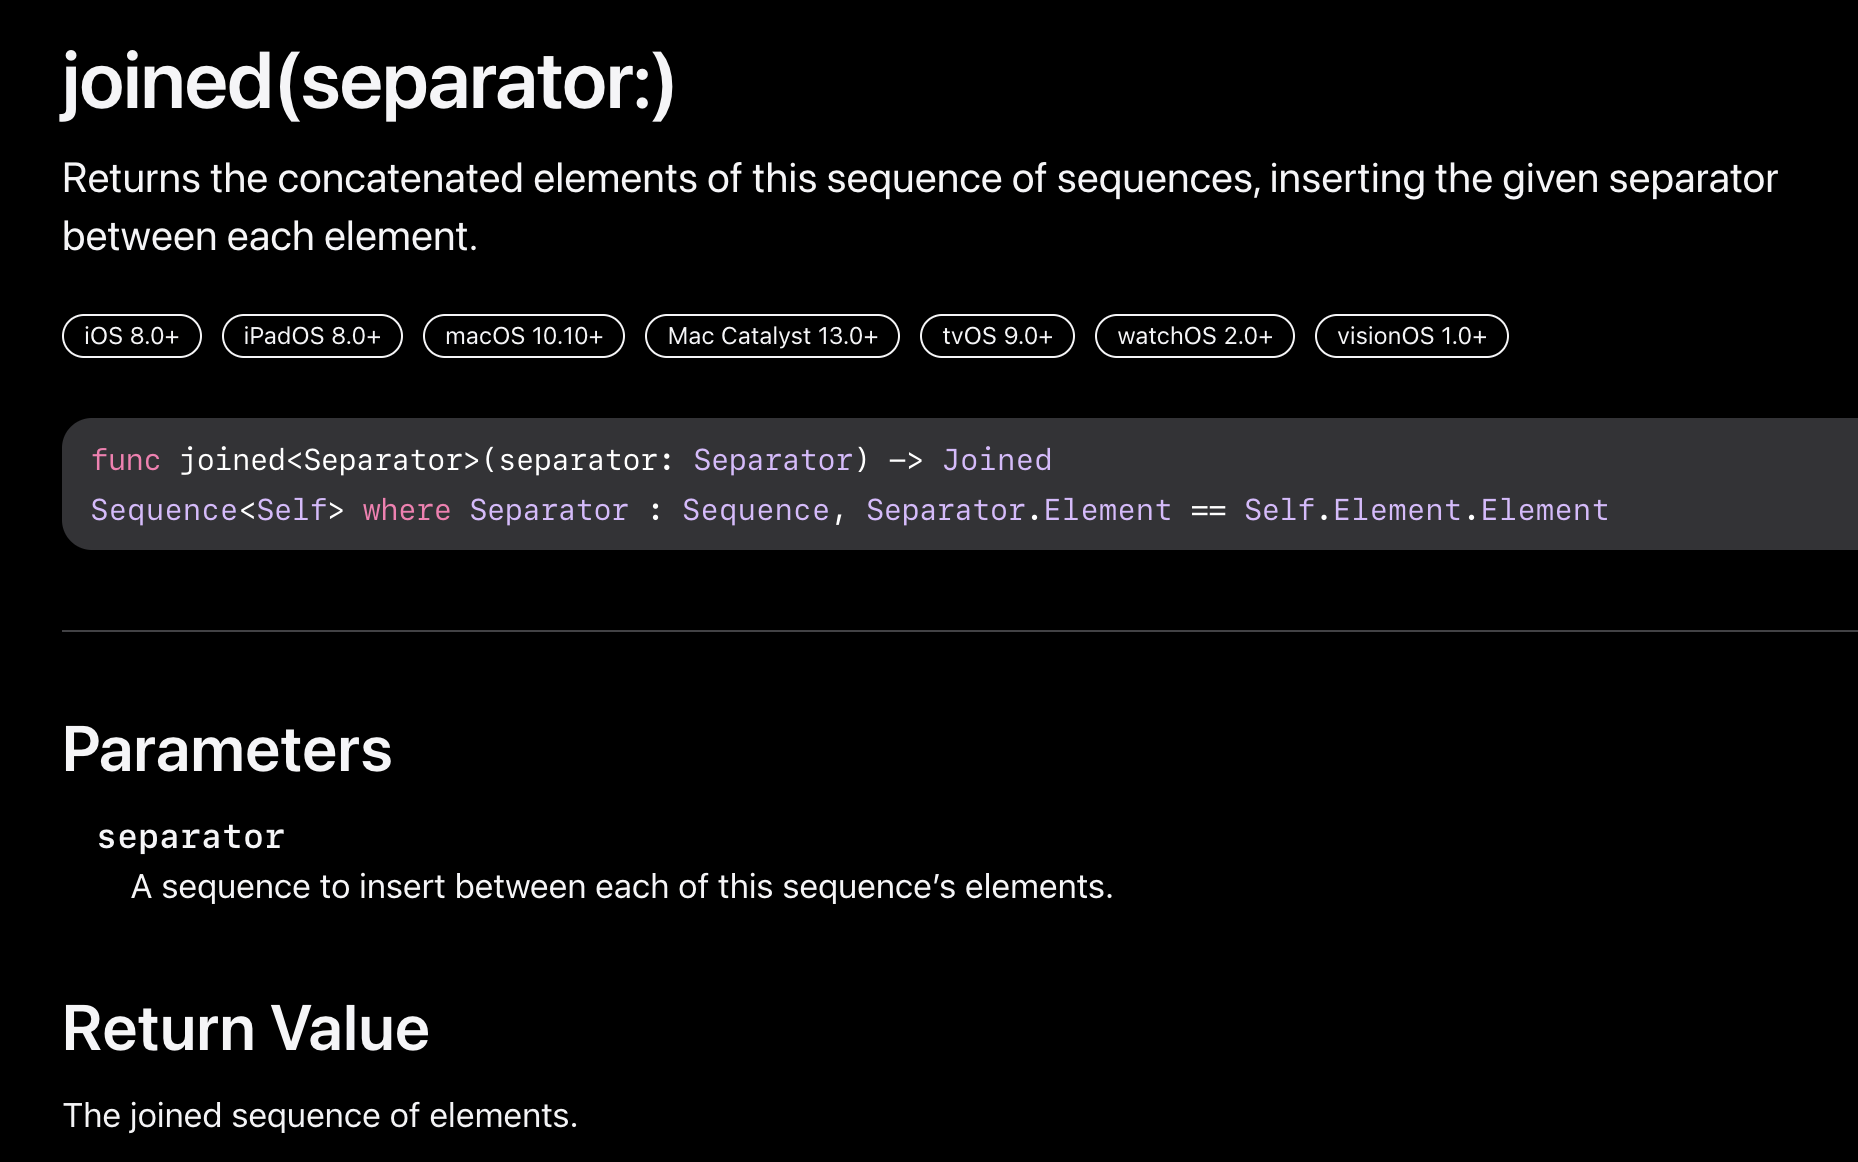 joined(separator:)
Returns the concatenated elements of this sequence of sequences, inserting the given separator
between each element.
iOS 8.0+ iPadOS 8.0+ macOS 10.10+ Mac Catalyst 13.0+ tvOS 9.0+ watchOS 2.0+ visionOS 1.0+
func joined<Separator>(separator: Separator) -> Joined
Sequence<Self> where Separator : Sequence, Separator.Element == Self.Element.Element
Parameters
separator
A sequence to insert between each of this sequence’s elements.
Return Value
The joined sequence of elements.